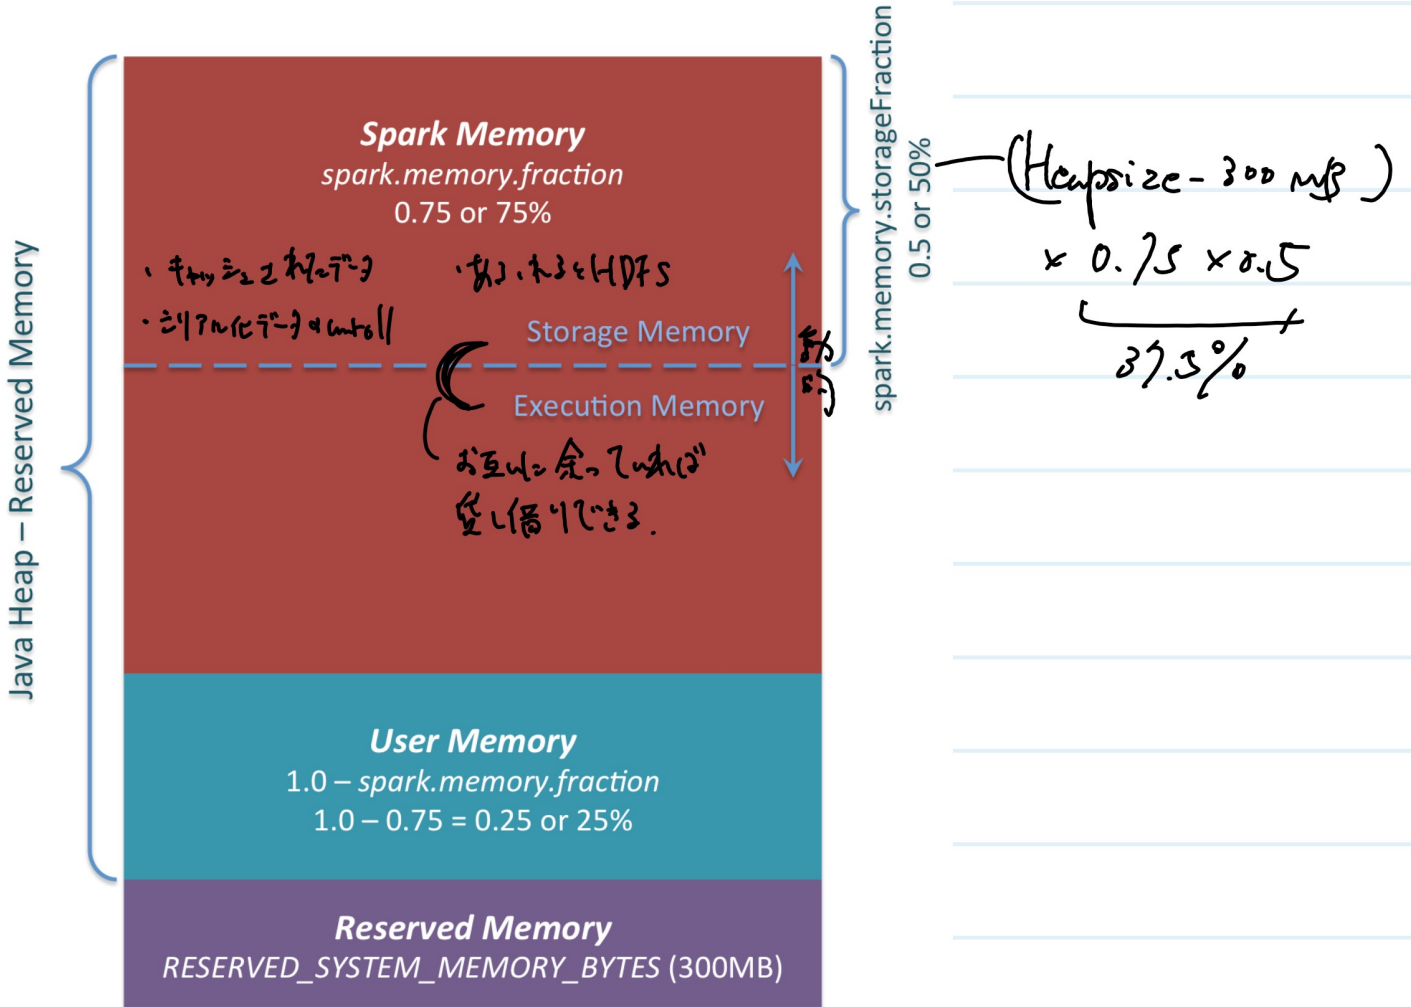 Java Heap – Reserved Memory
Spark Memory
spark.memory.fraction
0.75 or 75%
・キャッシュされたデータ
・シリアル化データのunroll
・あふれるとHDFS
Storage Memory
動的
Execution Memory
お互いに余っていれば
貸し借りできる.
spark.memory.storageFraction
0.5 or 50%
(Heapsize - 300 MB)
× 0.75 × 0.5
37.5%
User Memory
1.0 – spark.memory.fraction
1.0 – 0.75 = 0.25 or 25%
Reserved Memory
RESERVED_SYSTEM_MEMORY_BYTES (300MB)